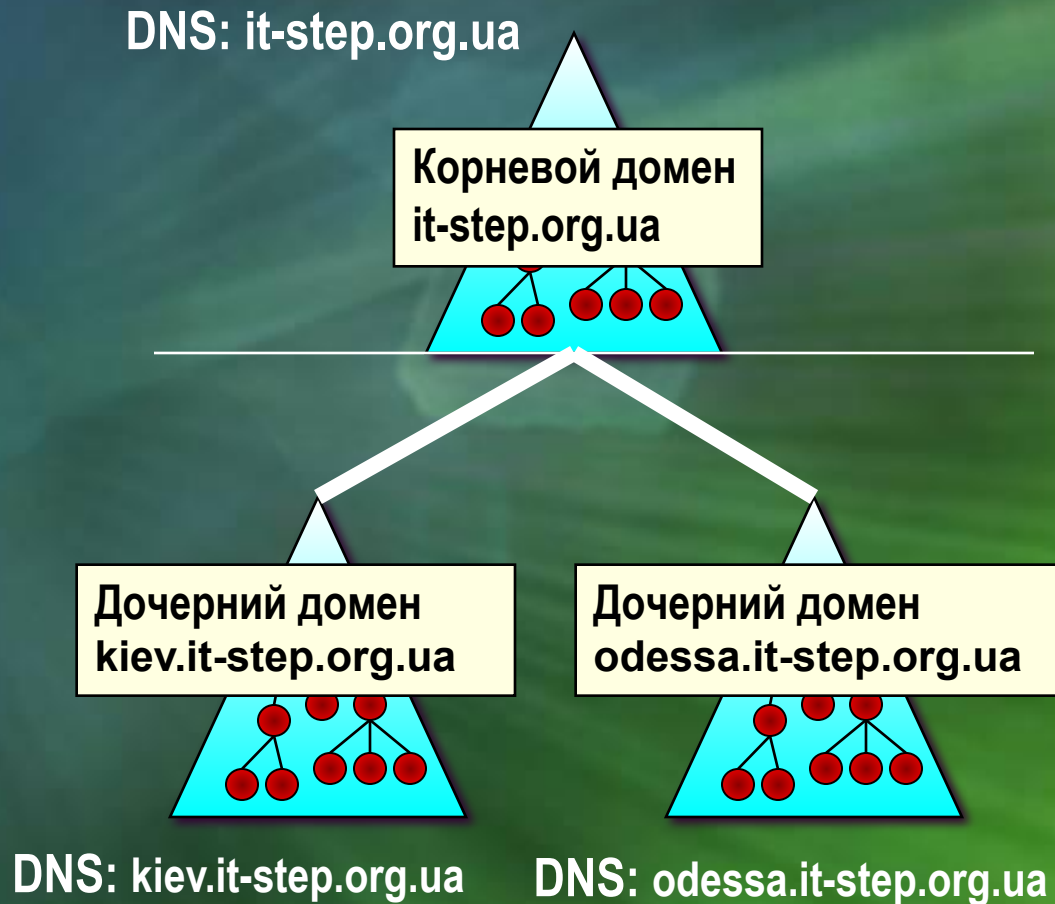 DNS: it-step.org.ua
Корневой домен
it-step.org.ua
Дочерний домен
kiev.it-step.org.ua
Дочерний домен
odessa.it-step.org.ua
DNS: kiev.it-step.org.ua
DNS: odessa.it-step.org.ua